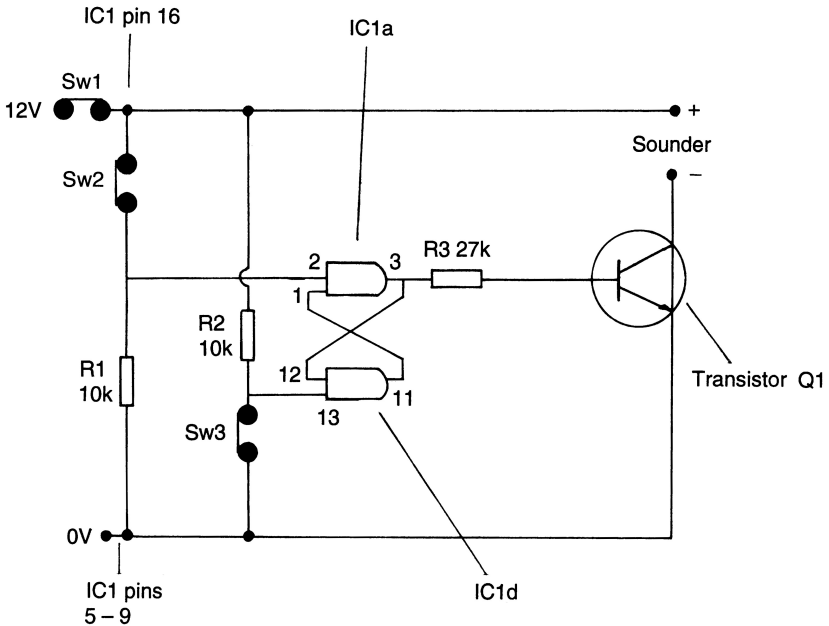 IC1 pin 16
IC1a
Sw1
12V
+
Sounder
Sw2
–
2
3
R3 27k
1
R2
10k
R1
10k
12
11
Transistor Q1
13
Sw3
0V
IC1 pins
5 – 9
IC1d